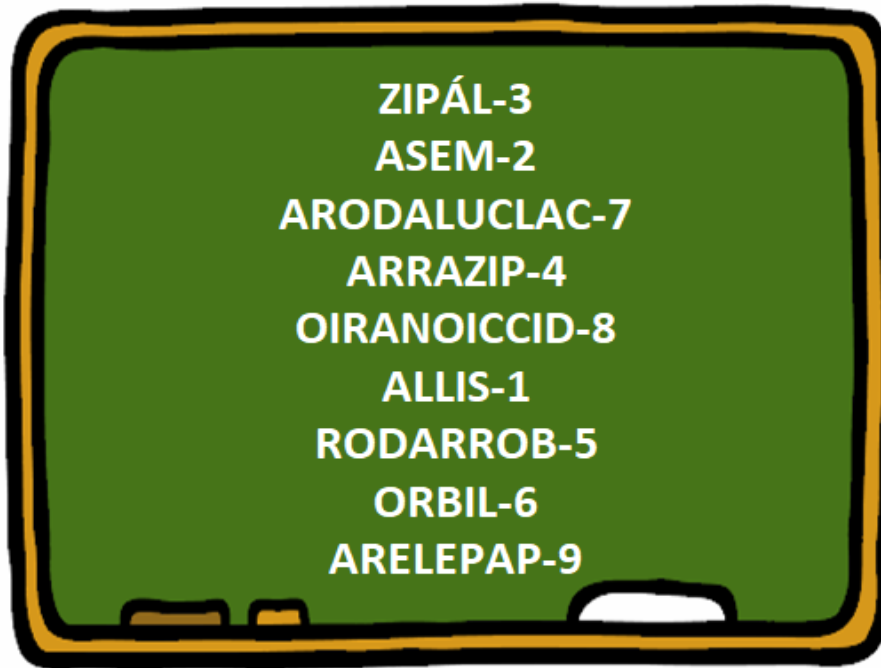 ZIPÁL-3
ASEM-2
ARODALUCLAC-7
ARRAZIP-4
OIRANOICCID-8
ALLIS-1
RODARROB-5
ORBIL-6
ARELEPAP-9